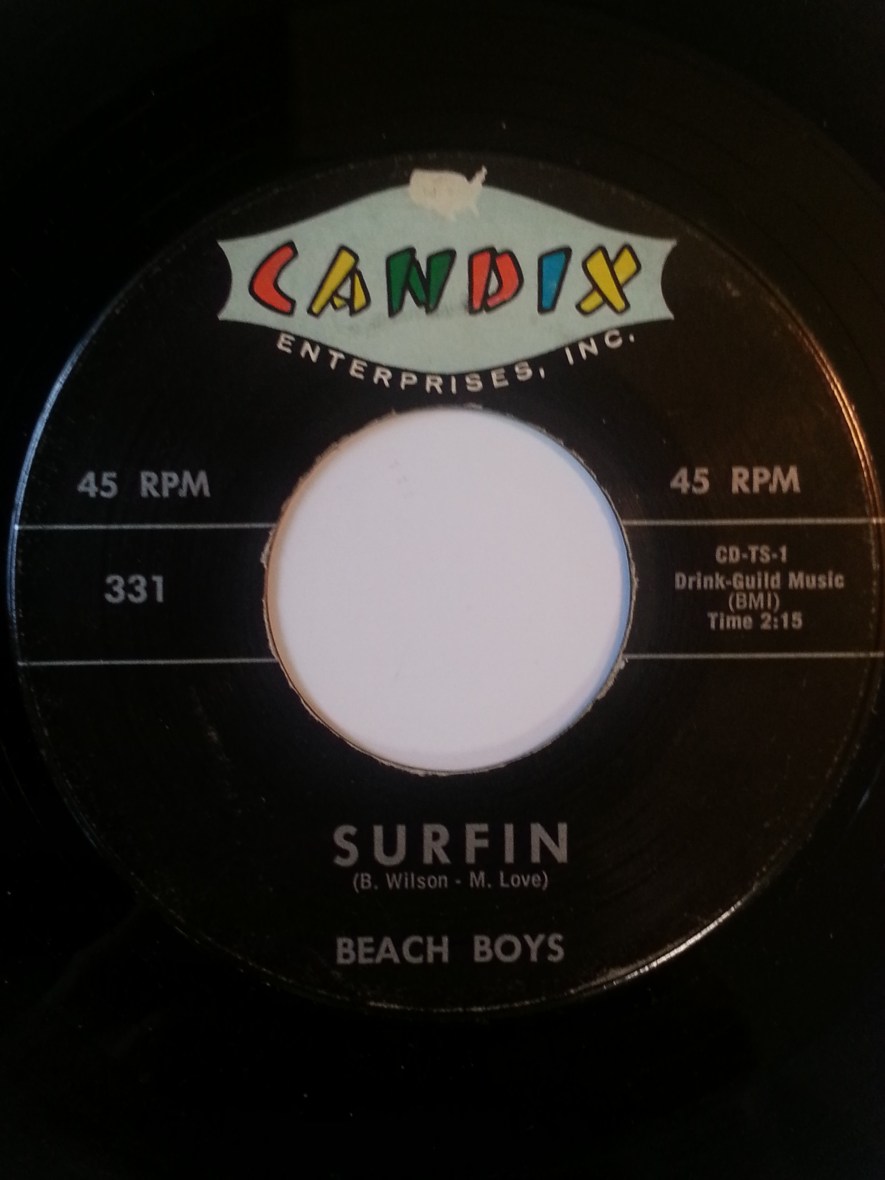 CANDIX
ENTERPRISES, INC.
45 RPM
45 RPM
331
CD-TS-1
Drink-Guild Music
(BMI)
Time 2:15
SURFIN
(B. Wilson - M. Love)
BEACH BOYS